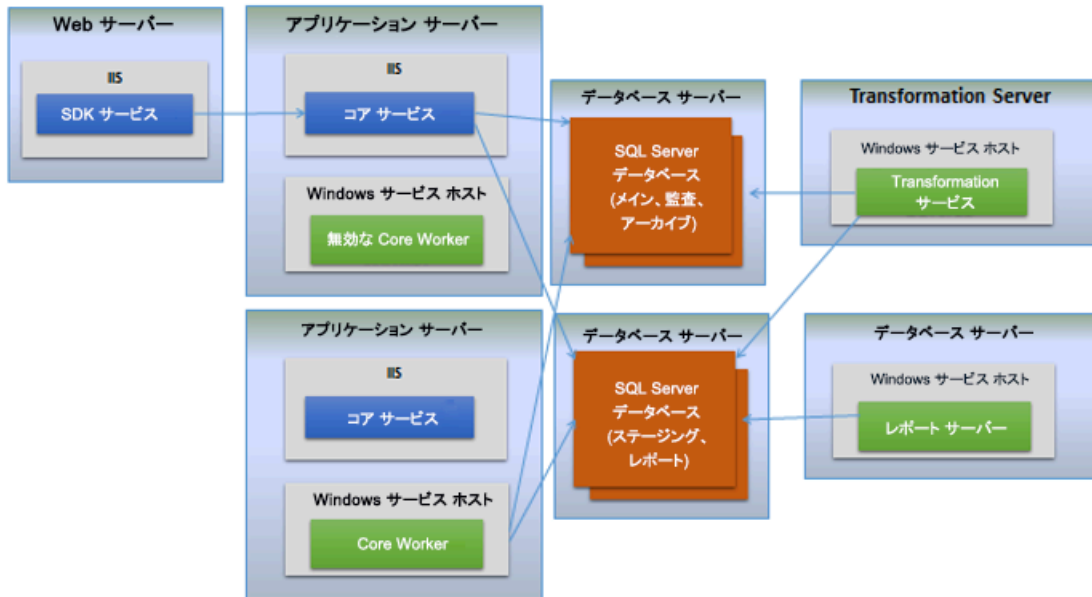 Web サーバー
IIS
SDK サービス
アプリケーション サーバー
IIS
コア サービス
Windows サービス ホスト
無効な Core Worker
アプリケーション サーバー
IIS
コア サービス
Windows サービス ホスト
Core Worker
データベース サーバー
SQL Server
データベース
(メイン、監査、
アーカイブ)
データベース サーバー
SQL Server
データベース
(ステージング、
レポート)
Transformation Server
Windows サービス ホスト
Transformation
サービス
データベース サーバー
Windows サービス ホスト
レポート サーバー